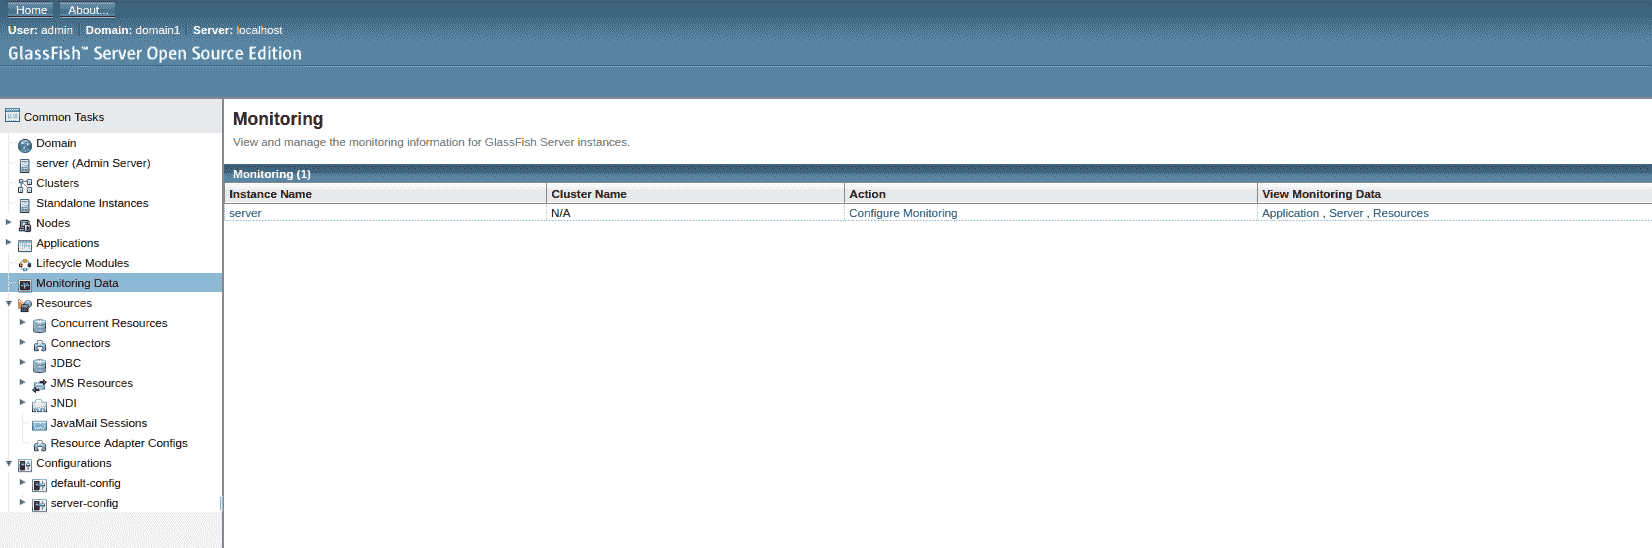 Home About...
User: admin Domain: domain1 Server: localhost
GlassFish™ Server Open Source Edition
Common Tasks
Domain
server (Admin Server)
Clusters
Standalone Instances
Nodes
Applications
Lifecycle Modules
Monitoring Data
Resources
Concurrent Resources
Connectors
JDBC
JMS Resources
JNDI
JavaMail Sessions
Resource Adapter Configs
Configurations
default-config
server-config
Monitoring
View and manage the monitoring information for GlassFish Server instances.
Monitoring (1)
Instance Name Cluster Name Action View Monitoring Data
server N/A Configure Monitoring Application , Server , Resources